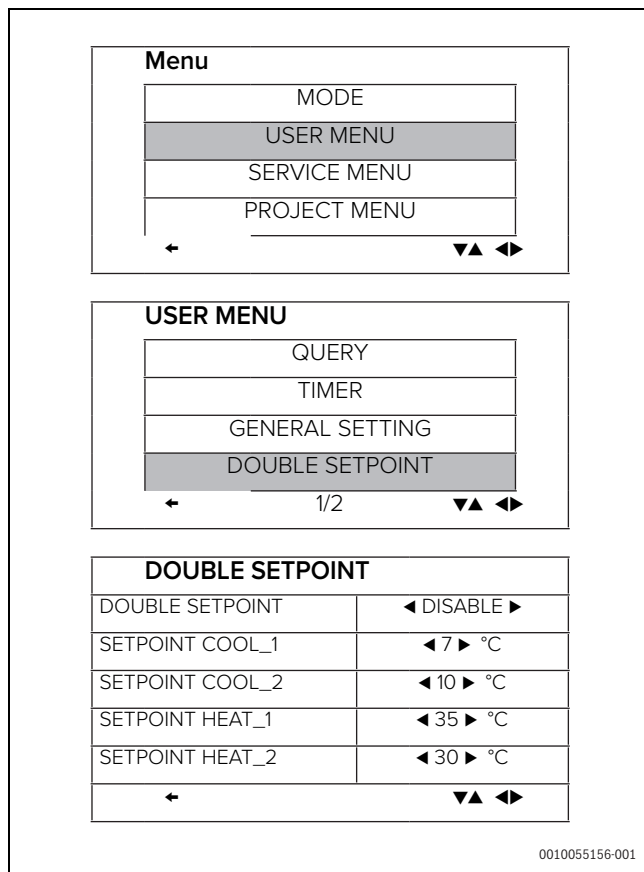 Menu
MODE
USER MENU
SERVICE MENU
PROJECT MENU
← ▼▲ ◀▶
USER MENU
QUERY
TIMER
GENERAL SETTING
DOUBLE SETPOINT
← 1/2 ▼▲ ◀▶
DOUBLE SETPOINT
DOUBLE SETPOINT ◀ DISABLE ▶
SETPOINT COOL_1 ◀ 7 ▶ °C
SETPOINT COOL_2 ◀ 10 ▶ °C
SETPOINT HEAT_1 ◀ 35 ▶ °C
SETPOINT HEAT_2 ◀ 30 ▶ °C
← ▼▲ ◀▶
0010055156-001